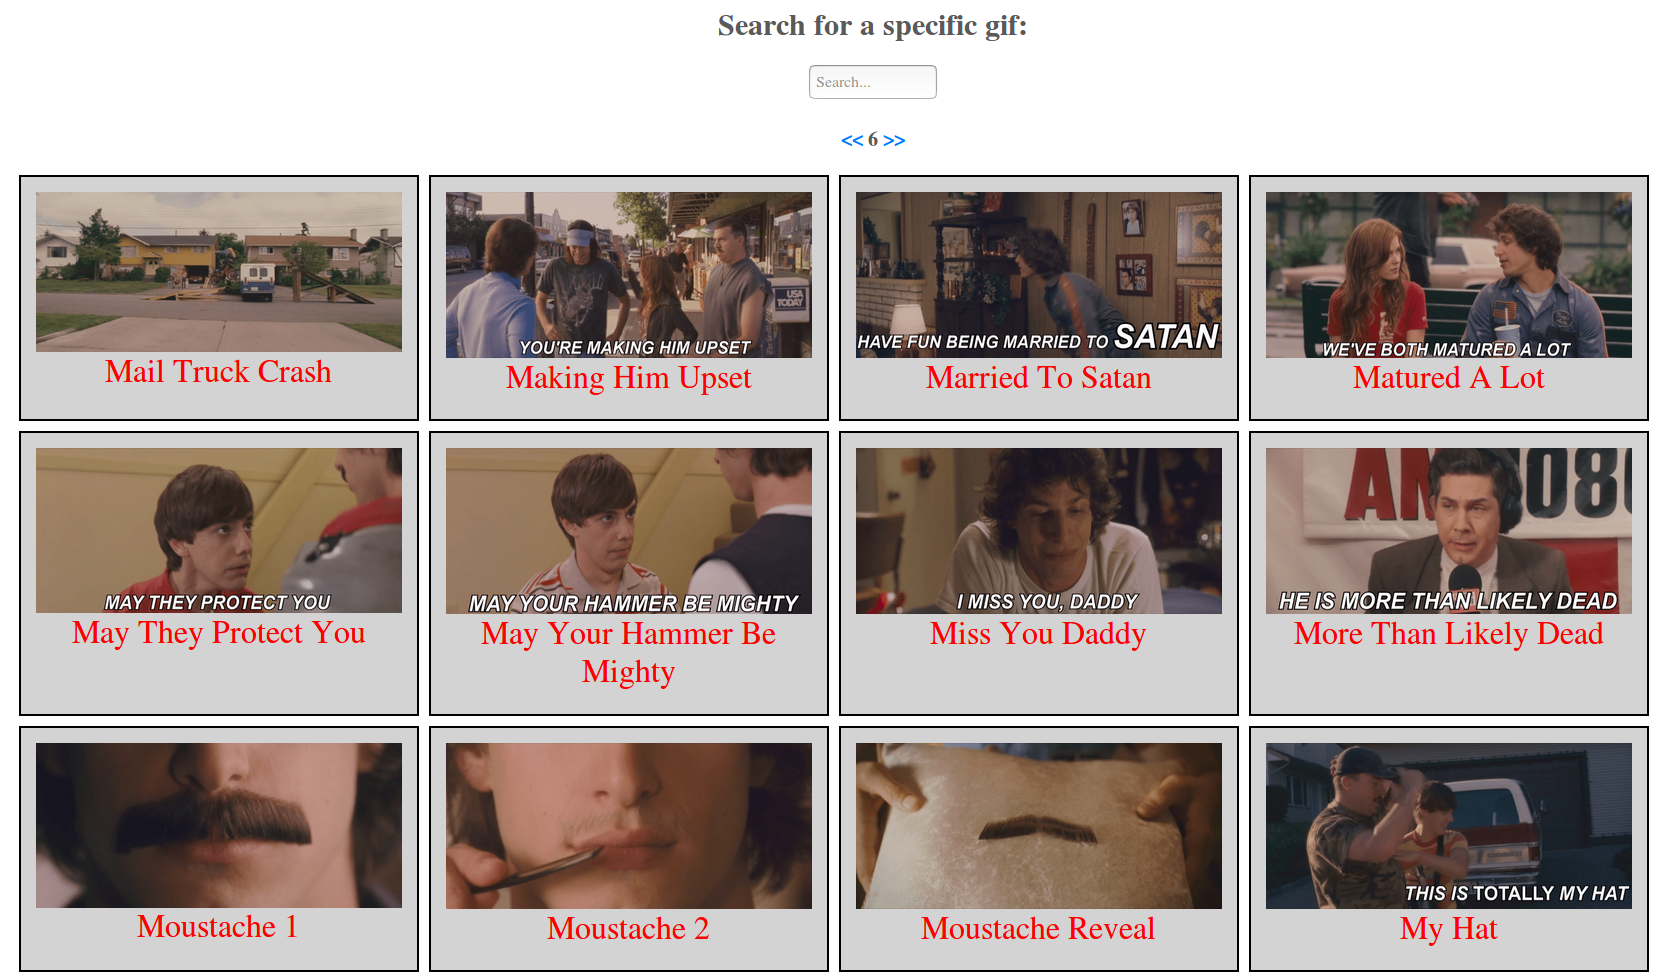 Search for a specific gif:
Search...
<< 6 >>
USA
TODAY
YOU'RE MAKING HIM UPSET
HAVE FUN BEING MARRIED TO SATAN
WE'VE BOTH MATURED A LOT
Mail Truck Crash
Making Him Upset
Married To Satan
Matured A Lot
AM 1080
MAY THEY PROTECT YOU
MAY YOUR HAMMER BE MIGHTY
I MISS YOU, DADDY
HE IS MORE THAN LIKELY DEAD
May They Protect You
May Your Hammer Be
Mighty
Miss You Daddy
More Than Likely Dead
THIS IS TOTALLY MY HAT
Moustache 1
Moustache 2
Moustache Reveal
My Hat